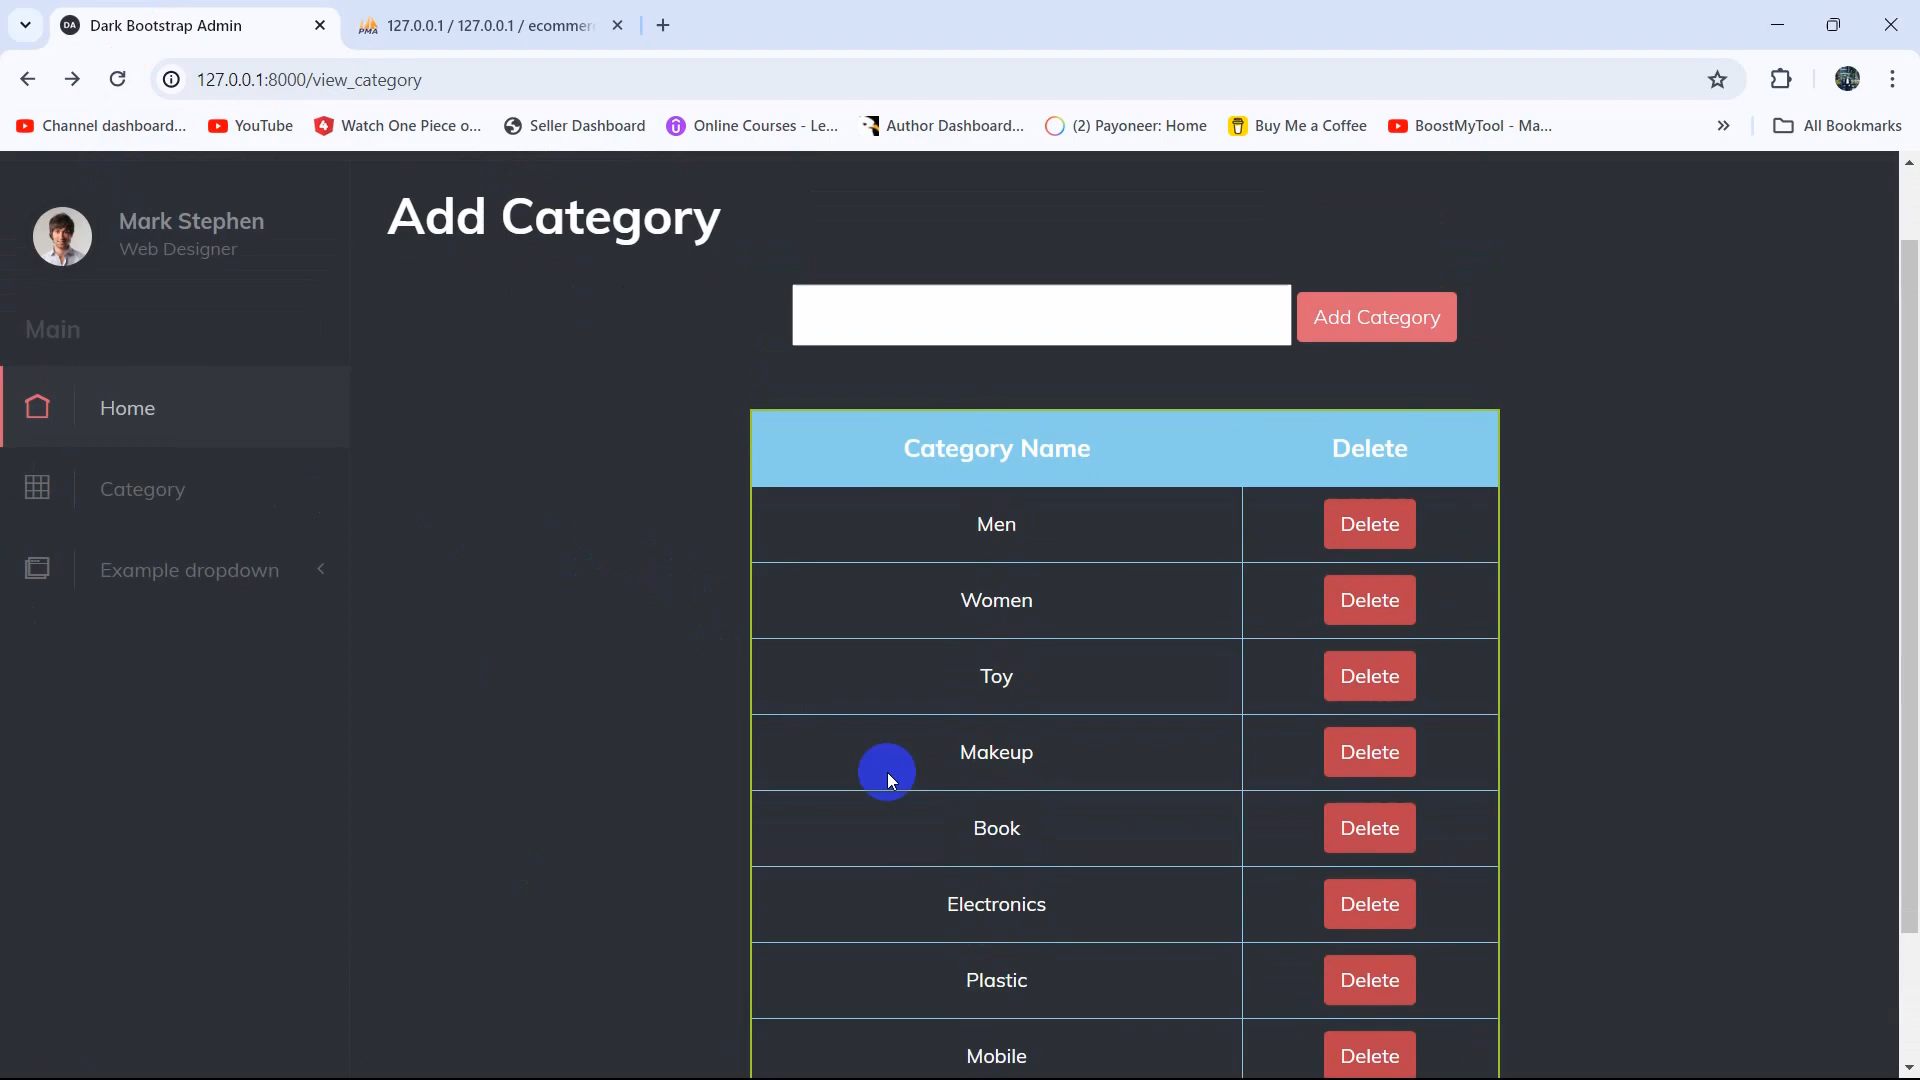 DA Dark Bootstrap Admin
PMA 127.0.0.1 / 127.0.0.1 / ecommer
127.0.0.1:8000/view_category
Channel dashboard...
YouTube
Watch One Piece o...
Seller Dashboard
Online Courses - Le...
Author Dashboard...
(2) Payoneer: Home
Buy Me a Coffee
BoostMyTool - Ma...
All Bookmarks
Mark Stephen
Web Designer
Main
Home
Category
Example dropdown
Add Category
Add Category
Category Name Delete
Men Delete
Women Delete
Toy Delete
Makeup Delete
Book Delete
Electronics Delete
Plastic Delete
Mobile Delete